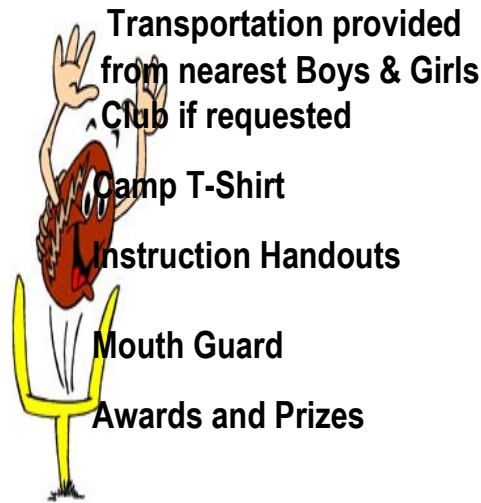 Transportation provided
from nearest Boys & Girls
Club if requested
Camp T-Shirt
Instruction Handouts
Mouth Guard
Awards and Prizes